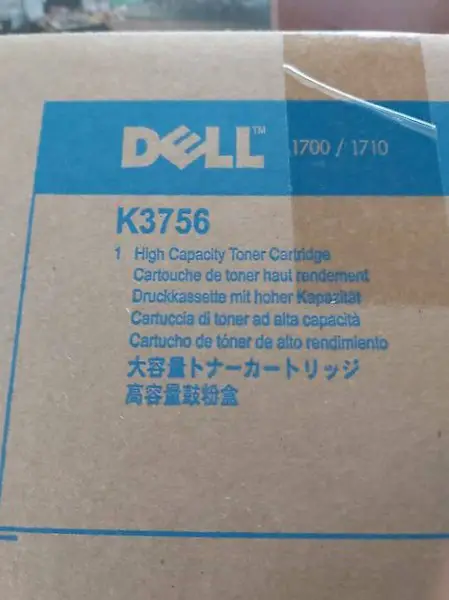 DELL™ 1700 / 1710
K3756
1 High Capacity Toner Cartridge
Cartouche de toner haut rendement
Druckkassette mit hoher Kapazität
Cartuccia di toner ad alta capacità
Cartucho de tóner de alto rendimiento
大容量トナーカートリッジ
高容量鼓粉盒